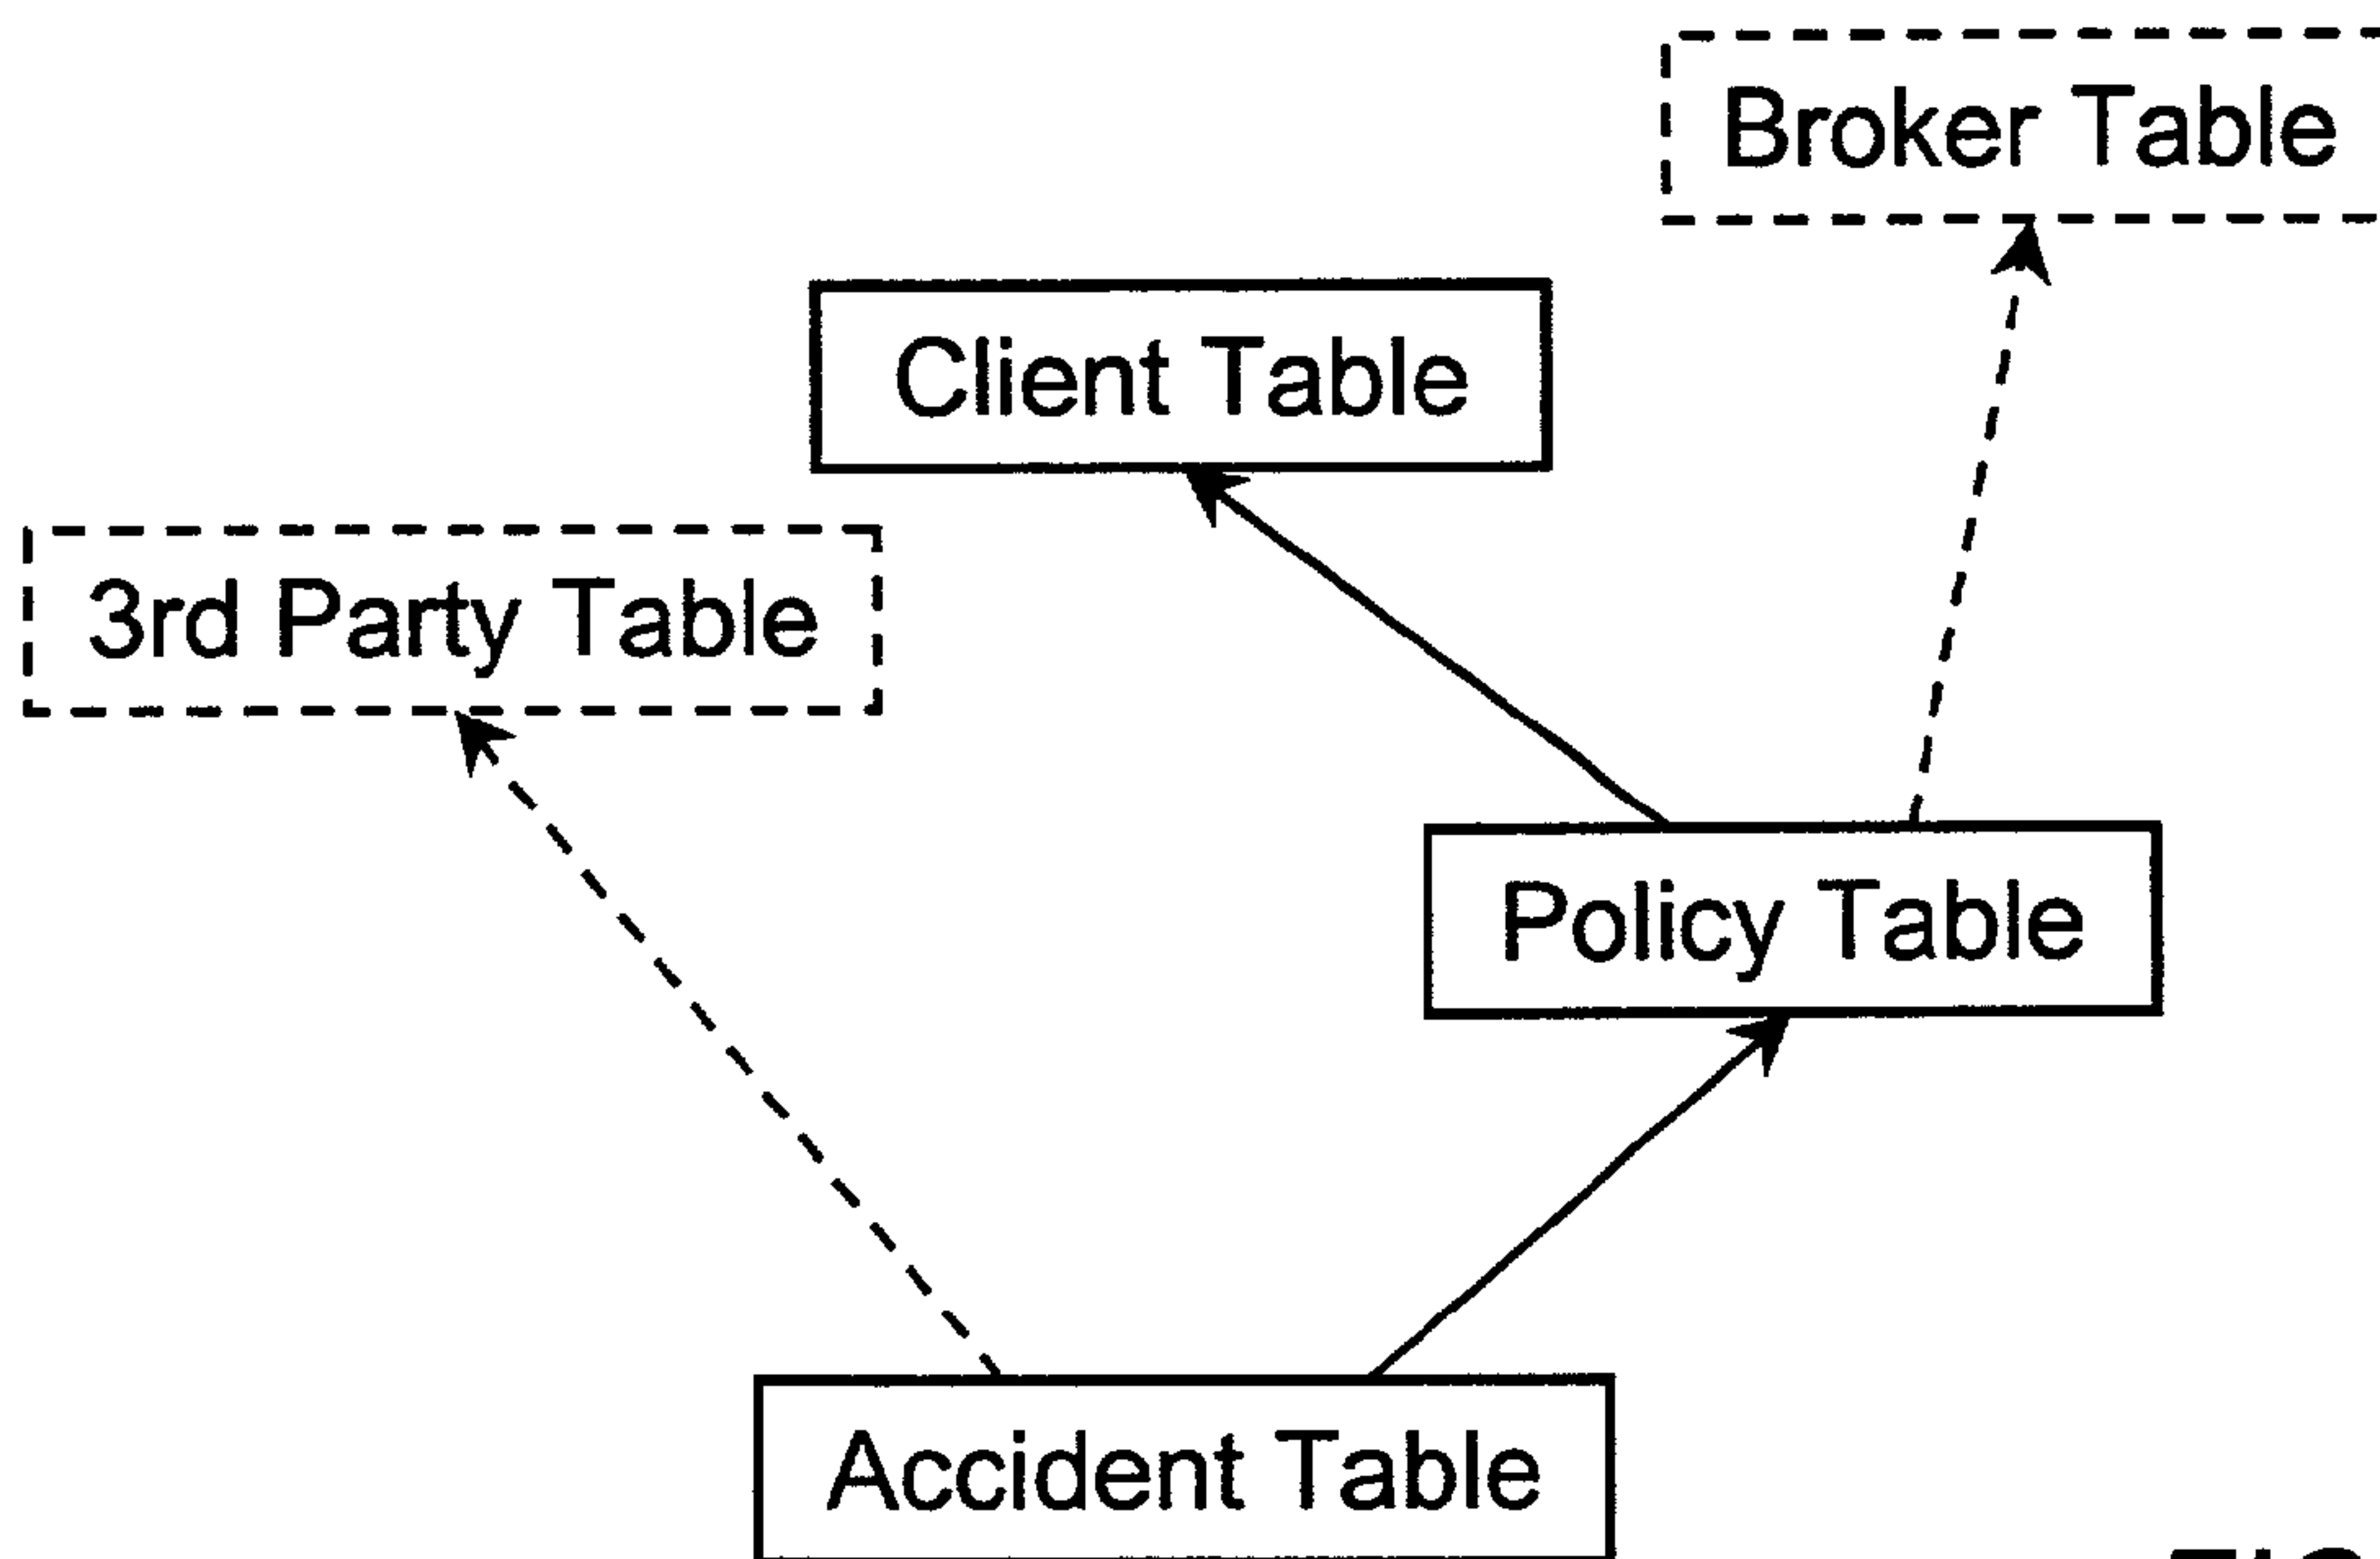 Broker Table
Client Table
3rd Party Table
Policy Table
Accident Table